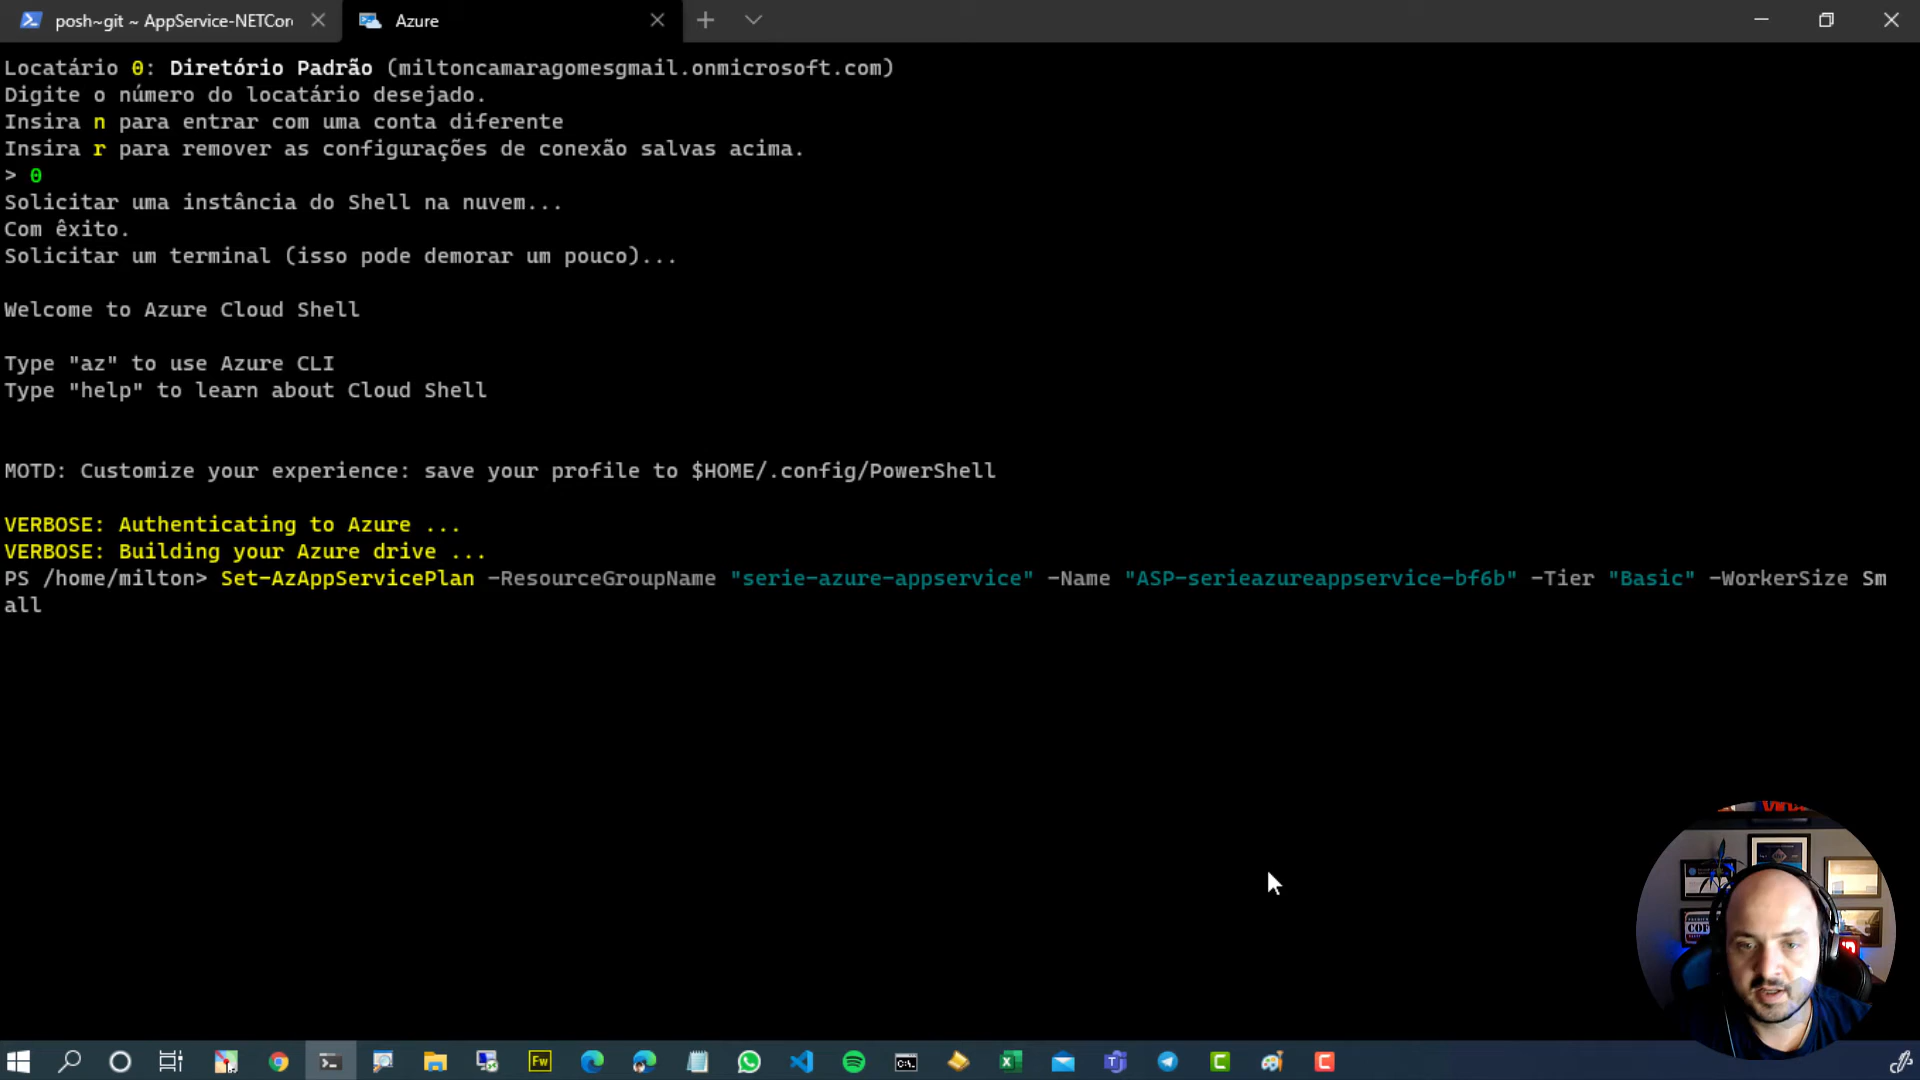 posh~git ~ AppService-NETCor
Azure
Locatário 0: Diretório Padrão (miltoncamaragomesgmail.onmicrosoft.com)
Digite o número do locatário desejado.
Insira n para entrar com uma conta diferente
Insira r para remover as configurações de conexão salvas acima.
> 0
Solicitar uma instância do Shell na nuvem...
Com êxito.
Solicitar um terminal (isso pode demorar um pouco)...
Welcome to Azure Cloud Shell
Type "az" to use Azure CLI
Type "help" to learn about Cloud Shell
MOTD: Customize your experience: save your profile to $HOME/.config/PowerShell
VERBOSE: Authenticating to Azure ...
VERBOSE: Building your Azure drive ...
PS /home/milton> Set-AzAppServicePlan -ResourceGroupName "serie-azure-appservice" -Name "ASP-serieazureappservice-bf6b" -Tier "Basic" -WorkerSize Sm
all
Fw